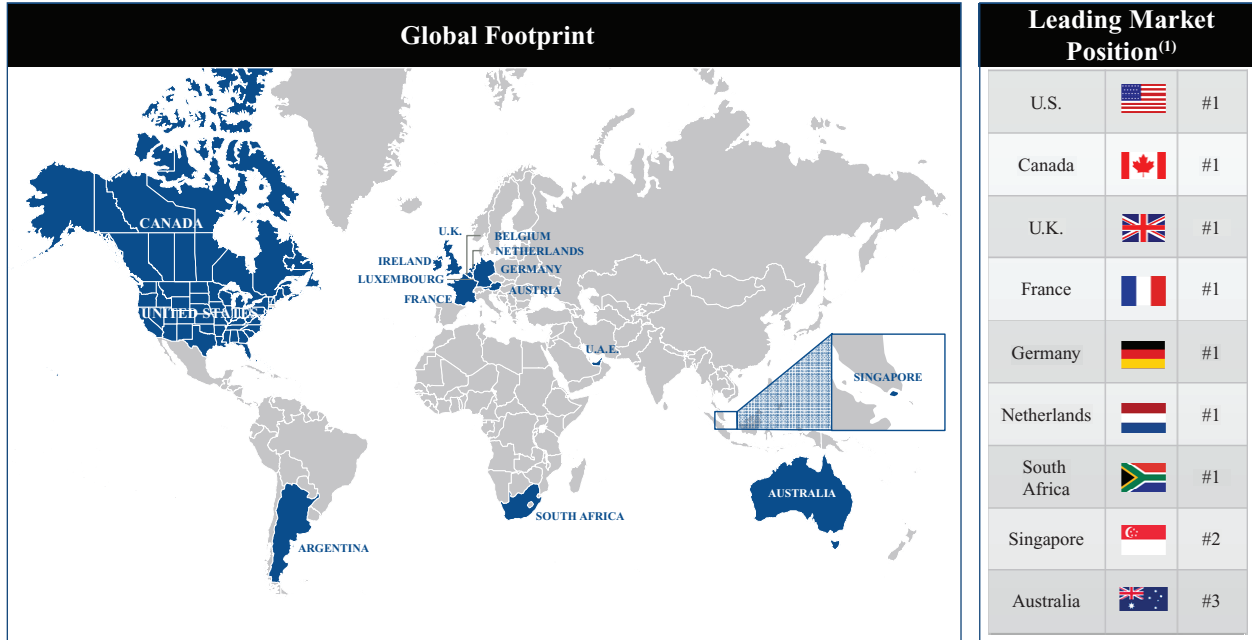 Global Footprint
CANADA
UNITED STATES
U.K.
BELGIUM
NETHERLANDS
IRELAND
GERMANY
LUXEMBOURG
AUSTRIA
FRANCE
U.A.E.
SINGAPORE
AUSTRALIA
SOUTH AFRICA
ARGENTINA
Leading Market
Position(1)
U.S. #1
Canada #1
U.K. #1
France #1
Germany #1
Netherlands #1
South
Africa #1
Singapore #2
Australia #3